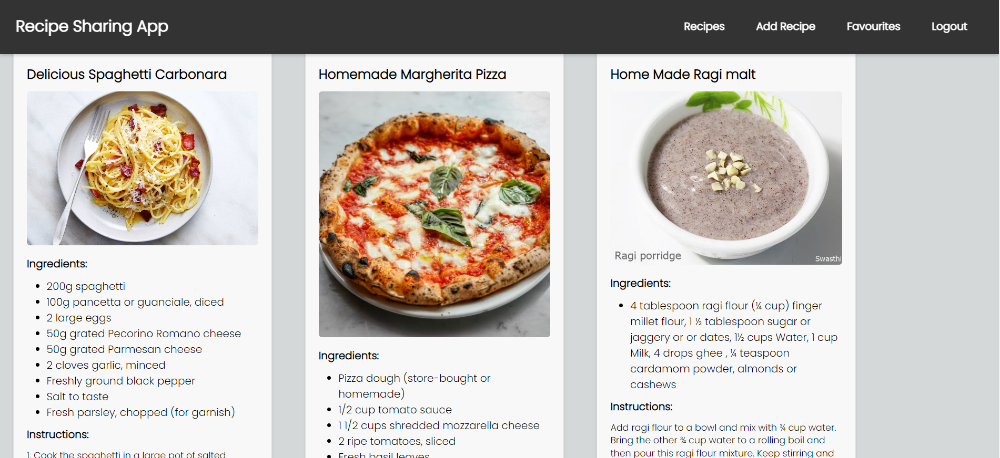 Recipe Sharing App
Recipes
Add Recipe
Favourites
Logout
Delicious Spaghetti Carbonara
Ingredients:
200g spaghetti
100g pancetta or guanciale, diced
2 large eggs
50g grated Pecorino Romano cheese
50g grated Parmesan cheese
2 cloves garlic, minced
Freshly ground black pepper
Salt to taste
Fresh parsley, chopped (for garnish)
Instructions:
1. Cook the spaghetti in a large pot of salted
Homemade Margherita Pizza
Ingredients:
Pizza dough (store-bought or
homemade)
1/2 cup tomato sauce
1 1/2 cups shredded mozzarella cheese
2 ripe tomatoes, sliced
Fresh basil leaves
Home Made Ragi malt
Ragi porridge
Swasthi
Ingredients:
4 tablespoon ragi flour (¼ cup) finger
millet flour, 1 ½ tablespoon sugar or
jaggery or or dates, 1½ cups Water, 1 cup
Milk, 4 drops ghee , ¼ teaspoon
cardamom powder, almonds or
cashews
Instructions:
Add ragi flour to a bowl and mix with ¾ cup water.
Bring the other ¾ cup water to a rolling boil and
then pour this ragi flour mixture. Keep stirring and